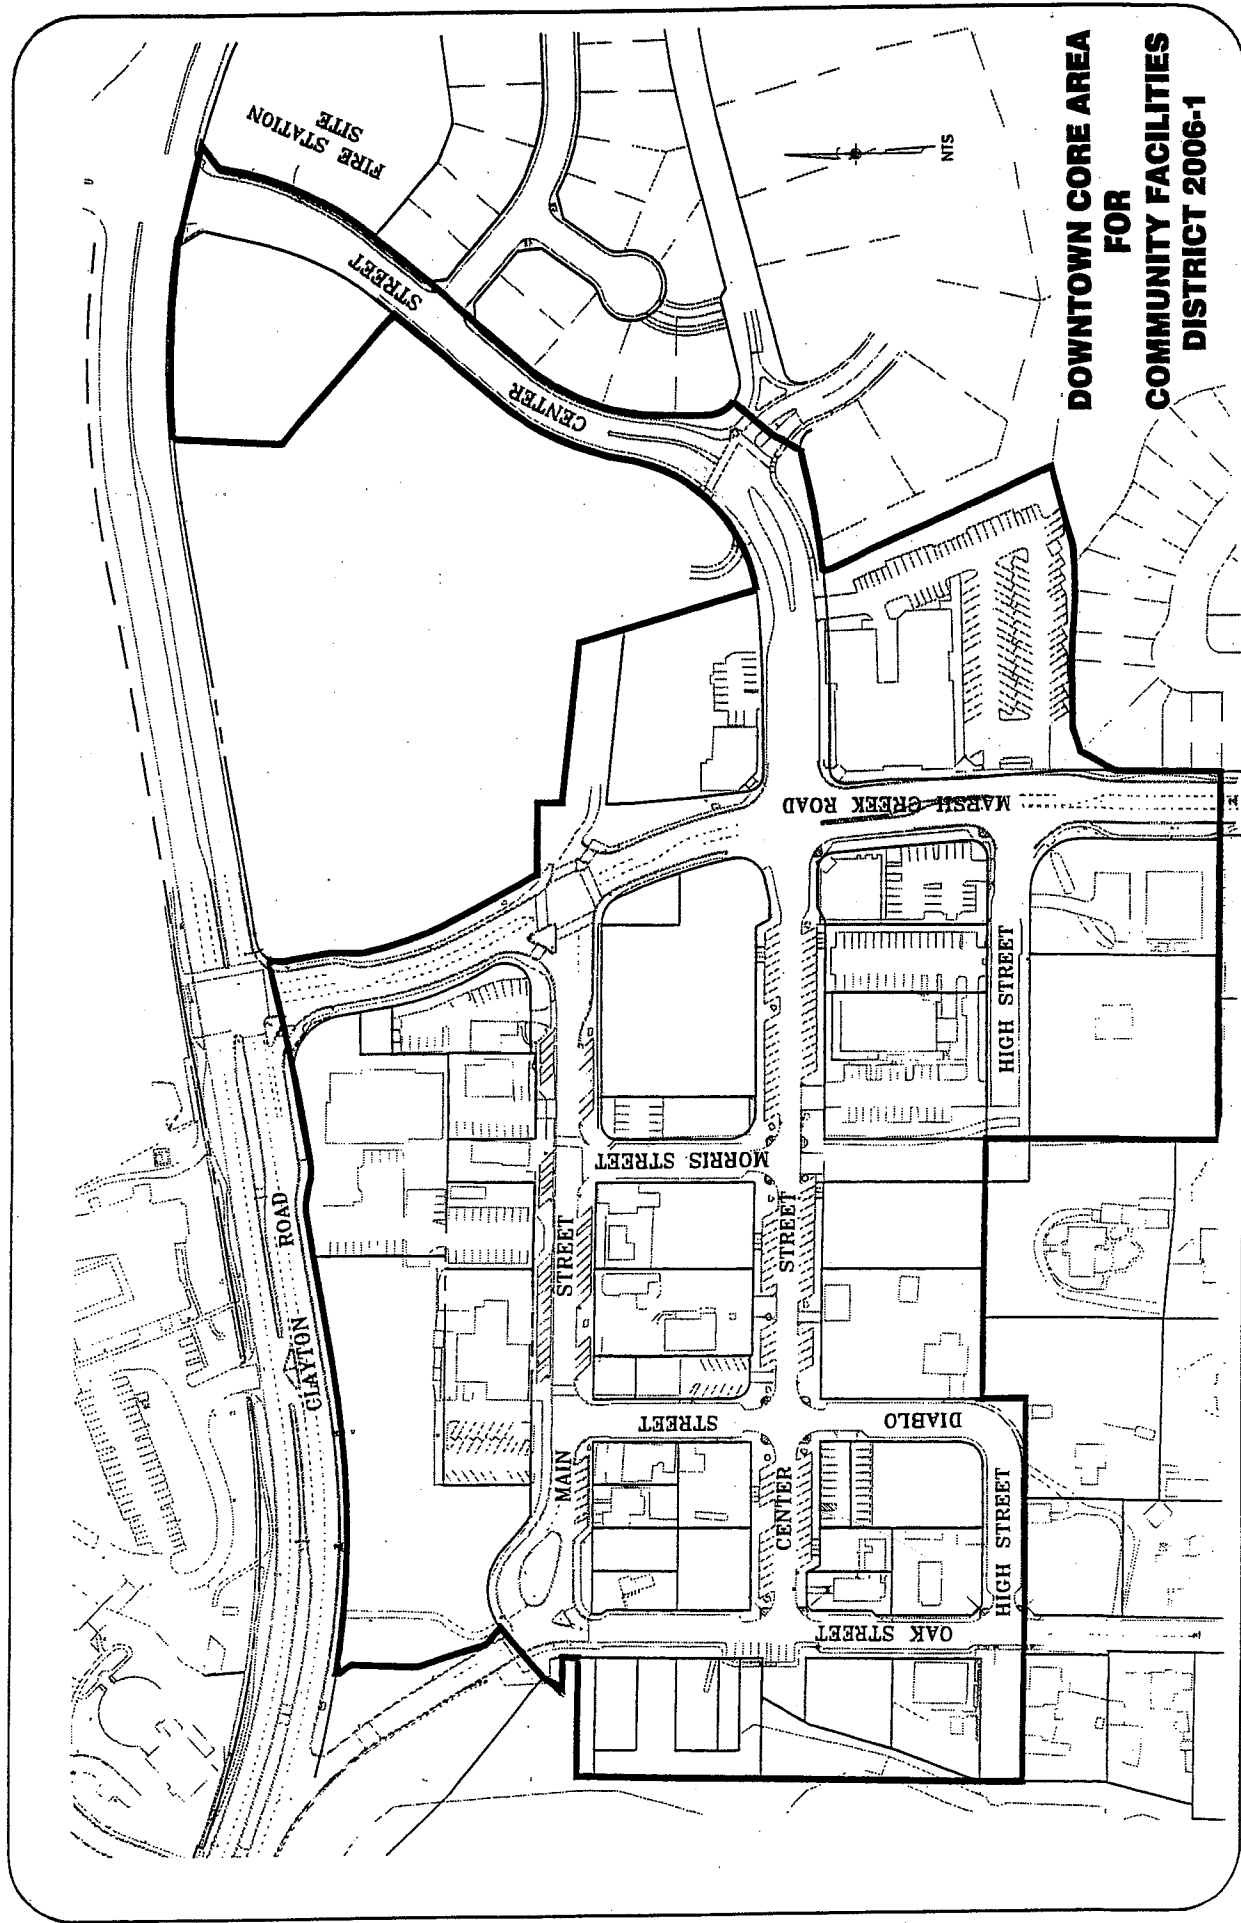 DOWNTOWN CORE AREA
FOR
COMMUNITY FACILITIES
DISTRICT 2006-1
NTS
FIRE STATION
SITE
STREET
CENTER
MARSH CREEK ROAD
HIGH STREET
MORRIS STREET
ROAD
CLAYTON
STREET
MAIN
STREET
CENTER
STREET
DIABLO
HIGH STREET
OAK STREET